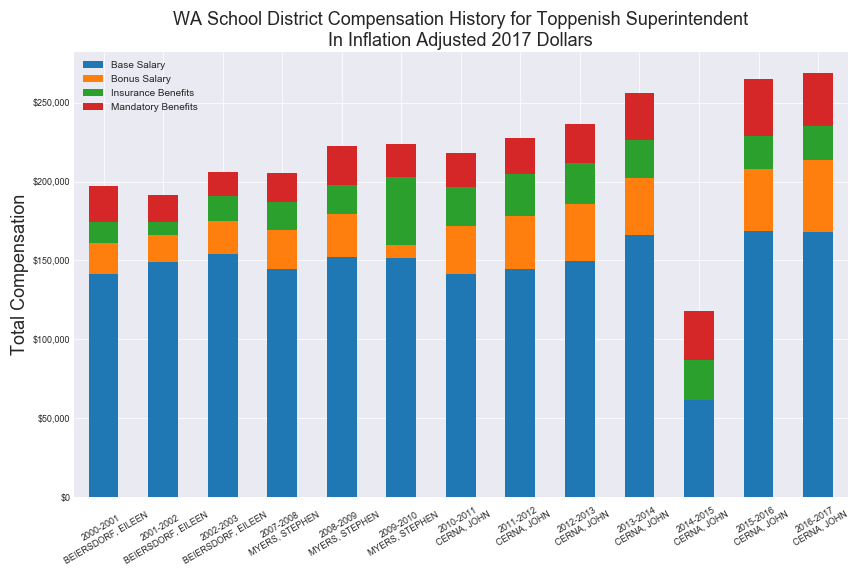 WA School District Compensation History for Toppenish Superintendent
In Inflation Adjusted 2017 Dollars
Base Salary
Bonus Salary
Insurance Benefits
Mandatory Benefits
Total Compensation
$250,000
$200,000
$150,000
$100,000
$50,000
$0
2000-2001
BEIERSDORF, EILEEN
2001-2002
BEIERSDORF, EILEEN
2002-2003
BEIERSDORF, EILEEN
2007-2008
MYERS, STEPHEN
2008-2009
MYERS, STEPHEN
2009-2010
MYERS, STEPHEN
2010-2011
CERNA, JOHN
2011-2012
CERNA, JOHN
2012-2013
CERNA, JOHN
2013-2014
CERNA, JOHN
2014-2015
CERNA, JOHN
2015-2016
CERNA, JOHN
2016-2017
CERNA, JOHN